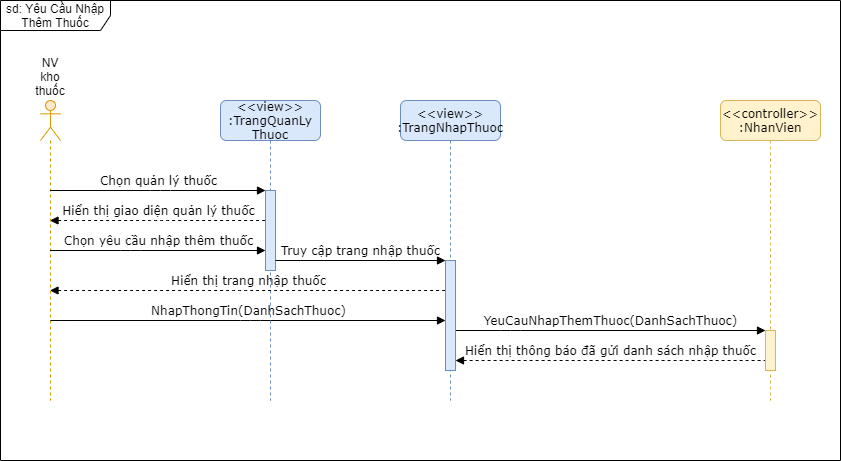 sd: Yêu Cầu Nhập
Thêm Thuốc
NV
kho
thuốc
<<view>>
:TrangQuanLy
Thuoc
<<view>>
:TrangNhapThuoc
<<controller>>
:NhanVien
Chọn quản lý thuốc
Hiển thị giao diện quản lý thuốc
Chọn yêu cầu nhập thêm thuốc
Truy cập trang nhập thuốc
Hiển thị trang nhập thuốc
NhapThongTin(DanhSachThuoc)
YeuCauNhapThemThuoc(DanhSachThuoc)
Hiển thị thông báo đã gửi danh sách nhập thuốc